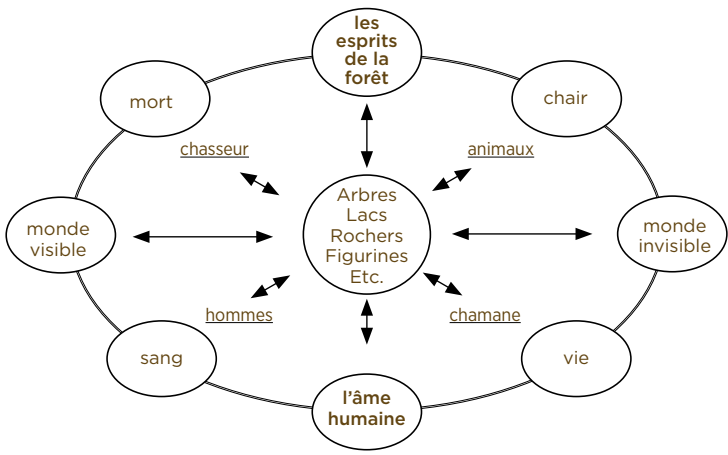 les
esprits
de la
forêt
mort
chair
chasseur
animaux
Arbres
Lacs
Rochers
Figurines
Etc.
monde
visible
monde
invisible
hommes
chamane
sang
vie
l'âme
humaine